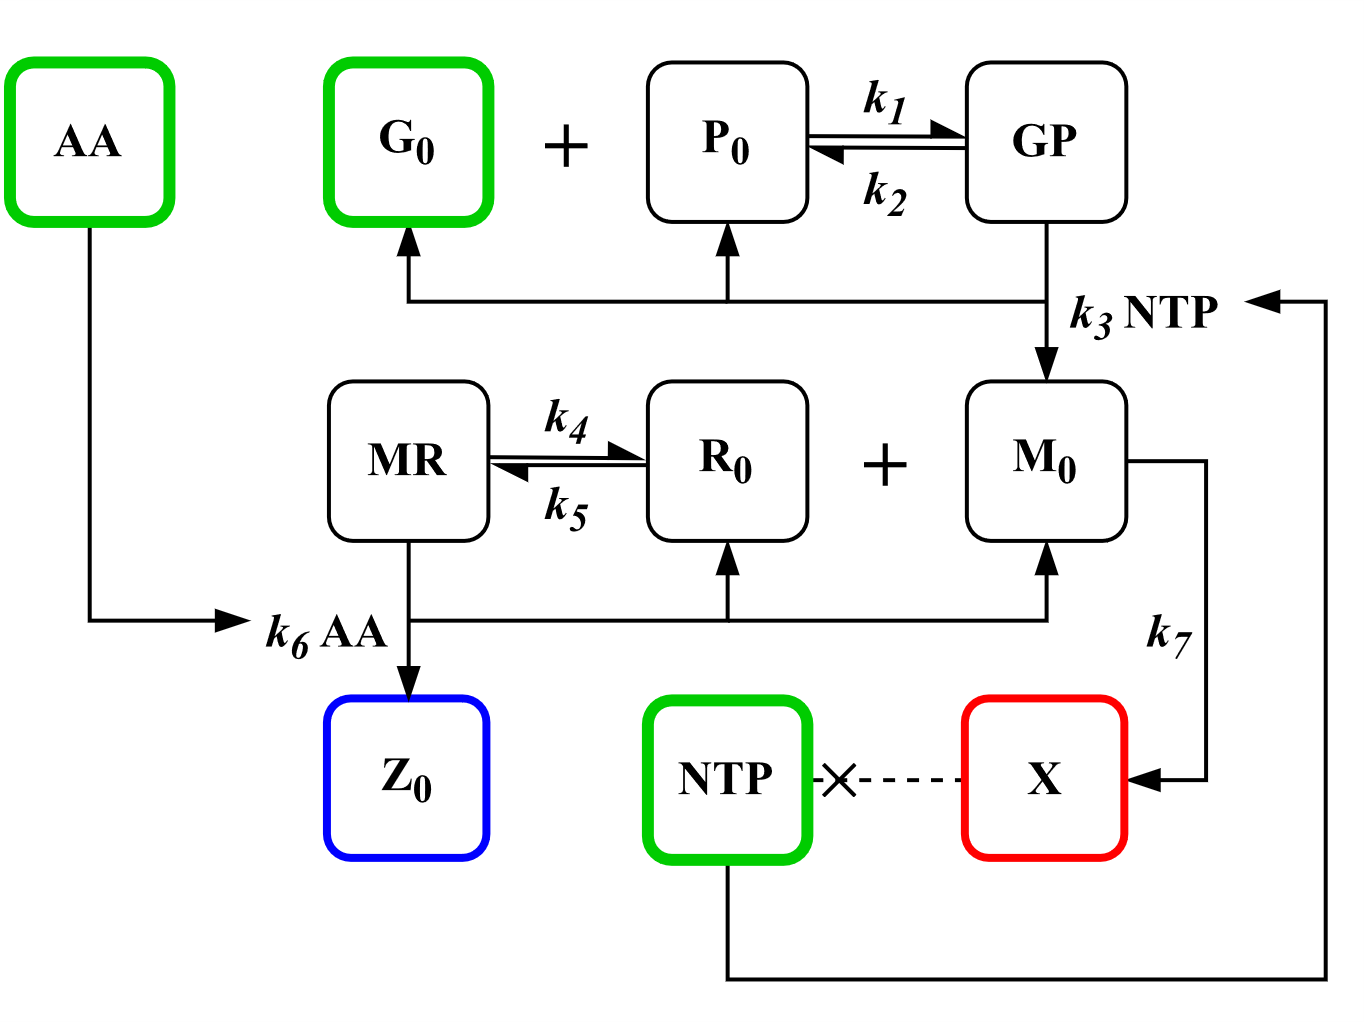 AA G₀ + P₀ k₁ GP
k₂
k₃ NTP
MR k₄ R₀ + M₀
k₅
k₆ AA k₇
Z₀ NTP X